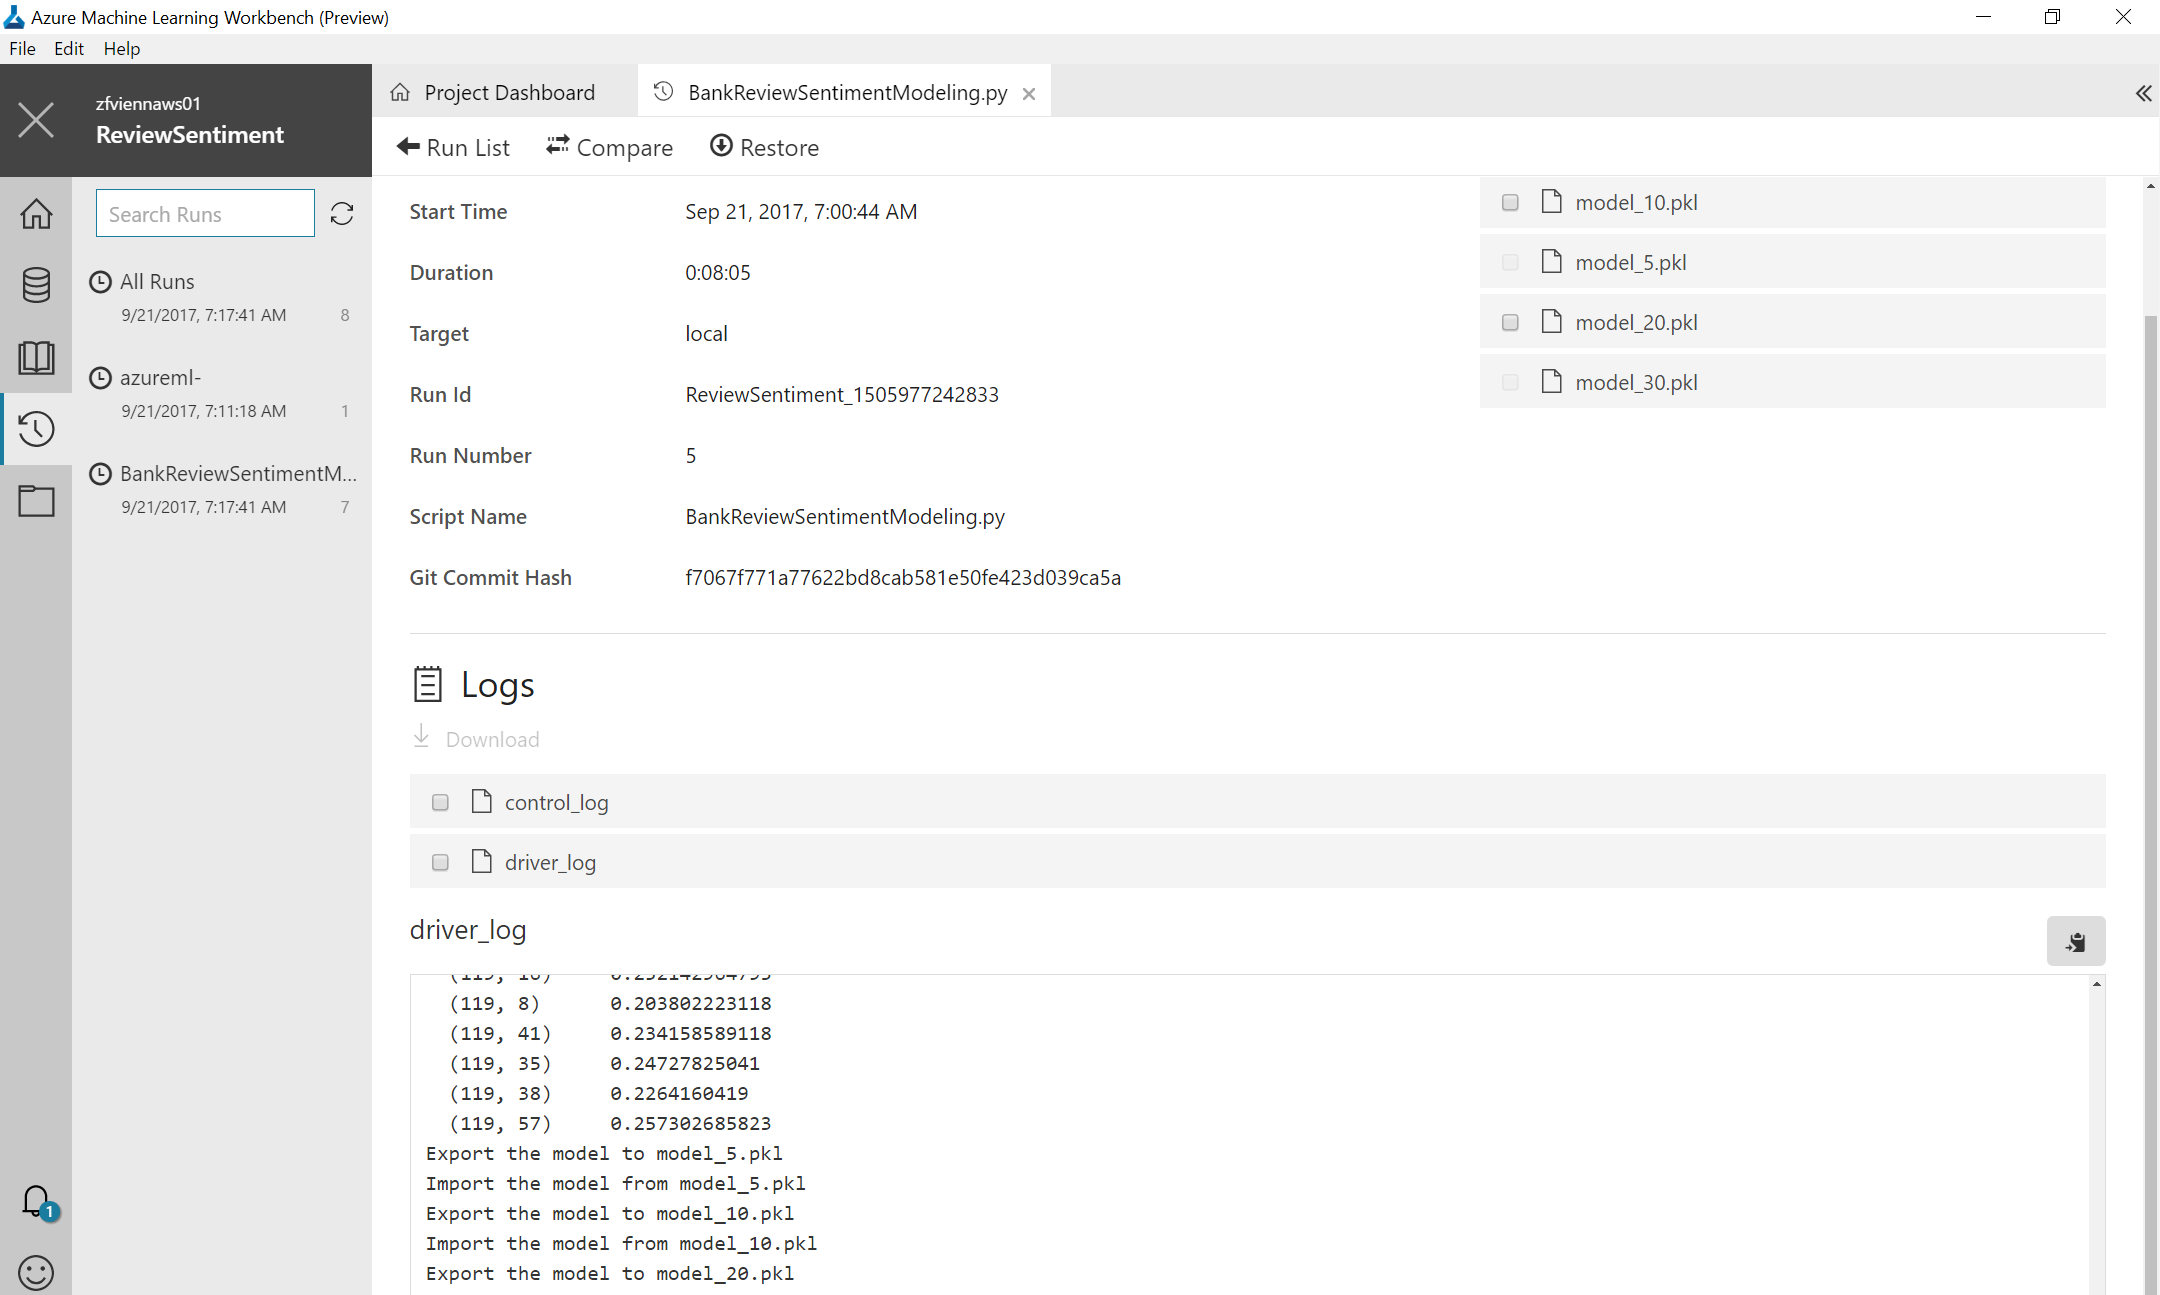 Azure Machine Learning Workbench (Preview)
File Edit Help
zfviennaws01
ReviewSentiment
Project Dashboard
BankReviewSentimentModeling.py
Run List Compare Restore
Search Runs
All Runs
9/21/2017, 7:17:41 AM 8
azureml-
9/21/2017, 7:11:18 AM 1
BankReviewSentimentM...
9/21/2017, 7:17:41 AM 7
1
Start Time Sep 21, 2017, 7:00:44 AM
Duration 0:08:05
Target local
Run Id ReviewSentiment_1505977242833
Run Number 5
Script Name BankReviewSentimentModeling.py
Git Commit Hash f7067f771a77622bd8cab581e50fe423d039ca5a
model_10.pkl
model_5.pkl
model_20.pkl
model_30.pkl
Logs
Download
control_log
driver_log
driver_log
(119, 8) 0.203802223118
(119, 41) 0.234158589118
(119, 35) 0.24727825041
(119, 38) 0.2264160419
(119, 57) 0.257302685823
Export the model to model_5.pkl
Import the model from model_5.pkl
Export the model to model_10.pkl
Import the model from model_10.pkl
Export the model to model_20.pkl